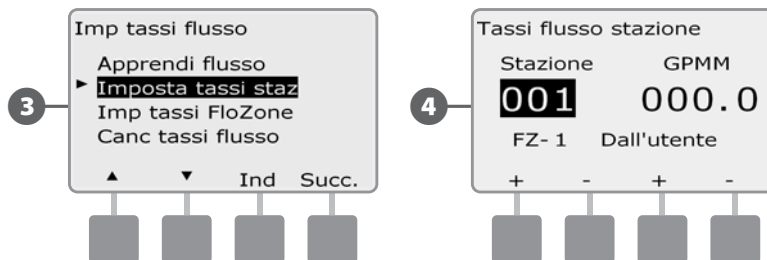 3
Imp tassi flusso
Apprendi flusso
► Imposta tassi staz
Imp tassi FloZone
Canc tassi flusso
▲ ▼ Ind Succ.
4
Tassi flusso stazione
Stazione GPMM
001 000.0
FZ- 1 Dall'utente
+ - + -